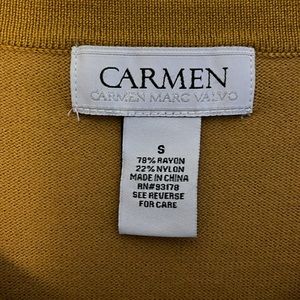 CARMEN
CARMEN MARC VALVO
S
78% RAYON
22% NYLON
MADE IN CHINA
RN#93178
SEE REVERSE
FOR CARE